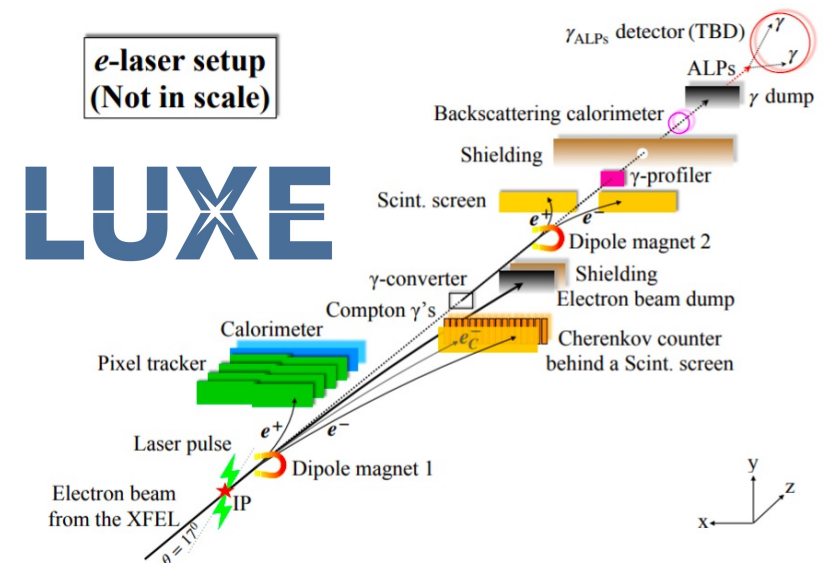 e-laser setup
(Not in scale)
LUXE
γALPs detector (TBD)
γ
γ
ALPs
γ dump
Backscattering calorimeter
Shielding
γ-profiler
Scint. screen
e+
e−
Dipole magnet 2
γ-converter
Shielding
Electron beam dump
Compton γ's
Calorimeter
e−C
Cherenkov counter
behind a Scint. screen
Pixel tracker
e+
e−
Laser pulse
Dipole magnet 1
Electron beam
from the XFEL
IP
θ = 17⁰
y
z
x